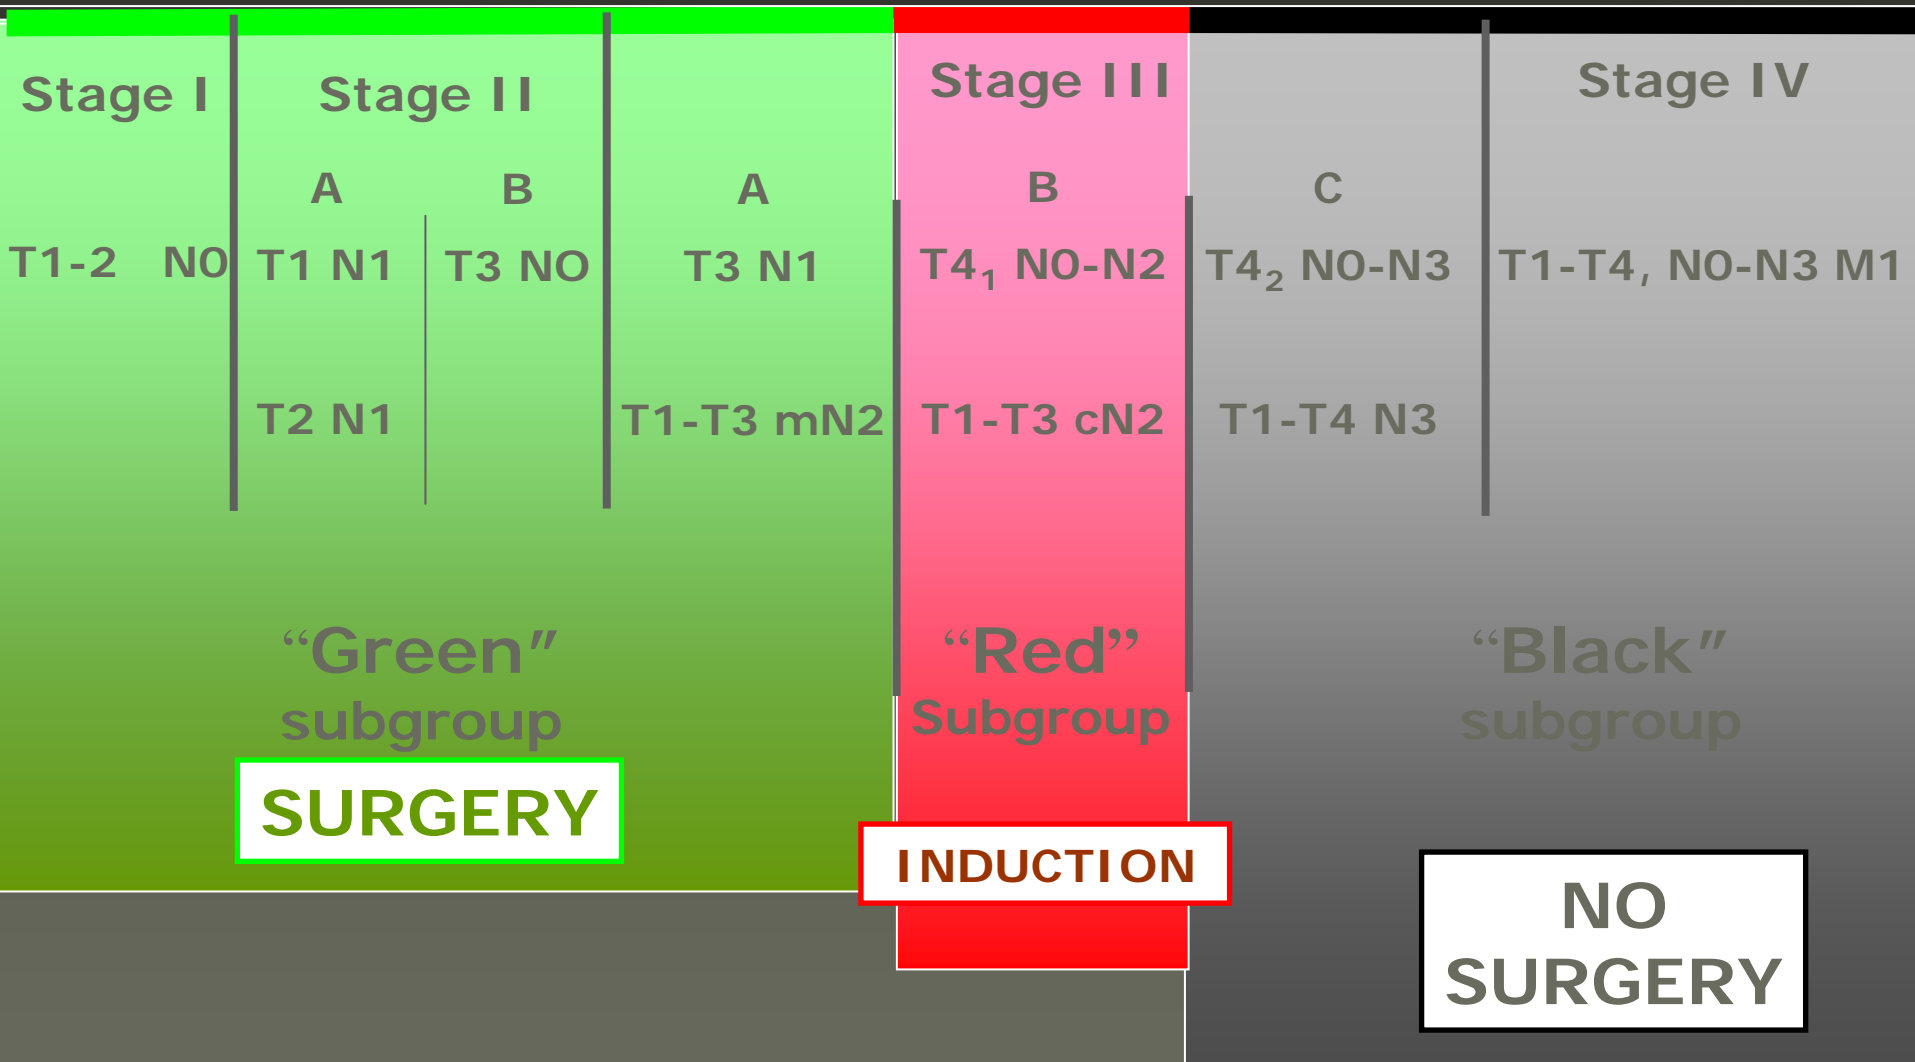 Stage I
Stage II
Stage III
Stage IV
A
B
A
B
C
T1-2 N0
T1 N1
T3 NO
T3 N1
T4₁ N0-N2
T4₂ N0-N3
T1-T4, N0-N3 M1
T2 N1
T1-T3 mN2
T1-T3 cN2
T1-T4 N3
“Green”
subgroup
SURGERY
“Red”
Subgroup
INDUCTION
“Black”
subgroup
NO
SURGERY